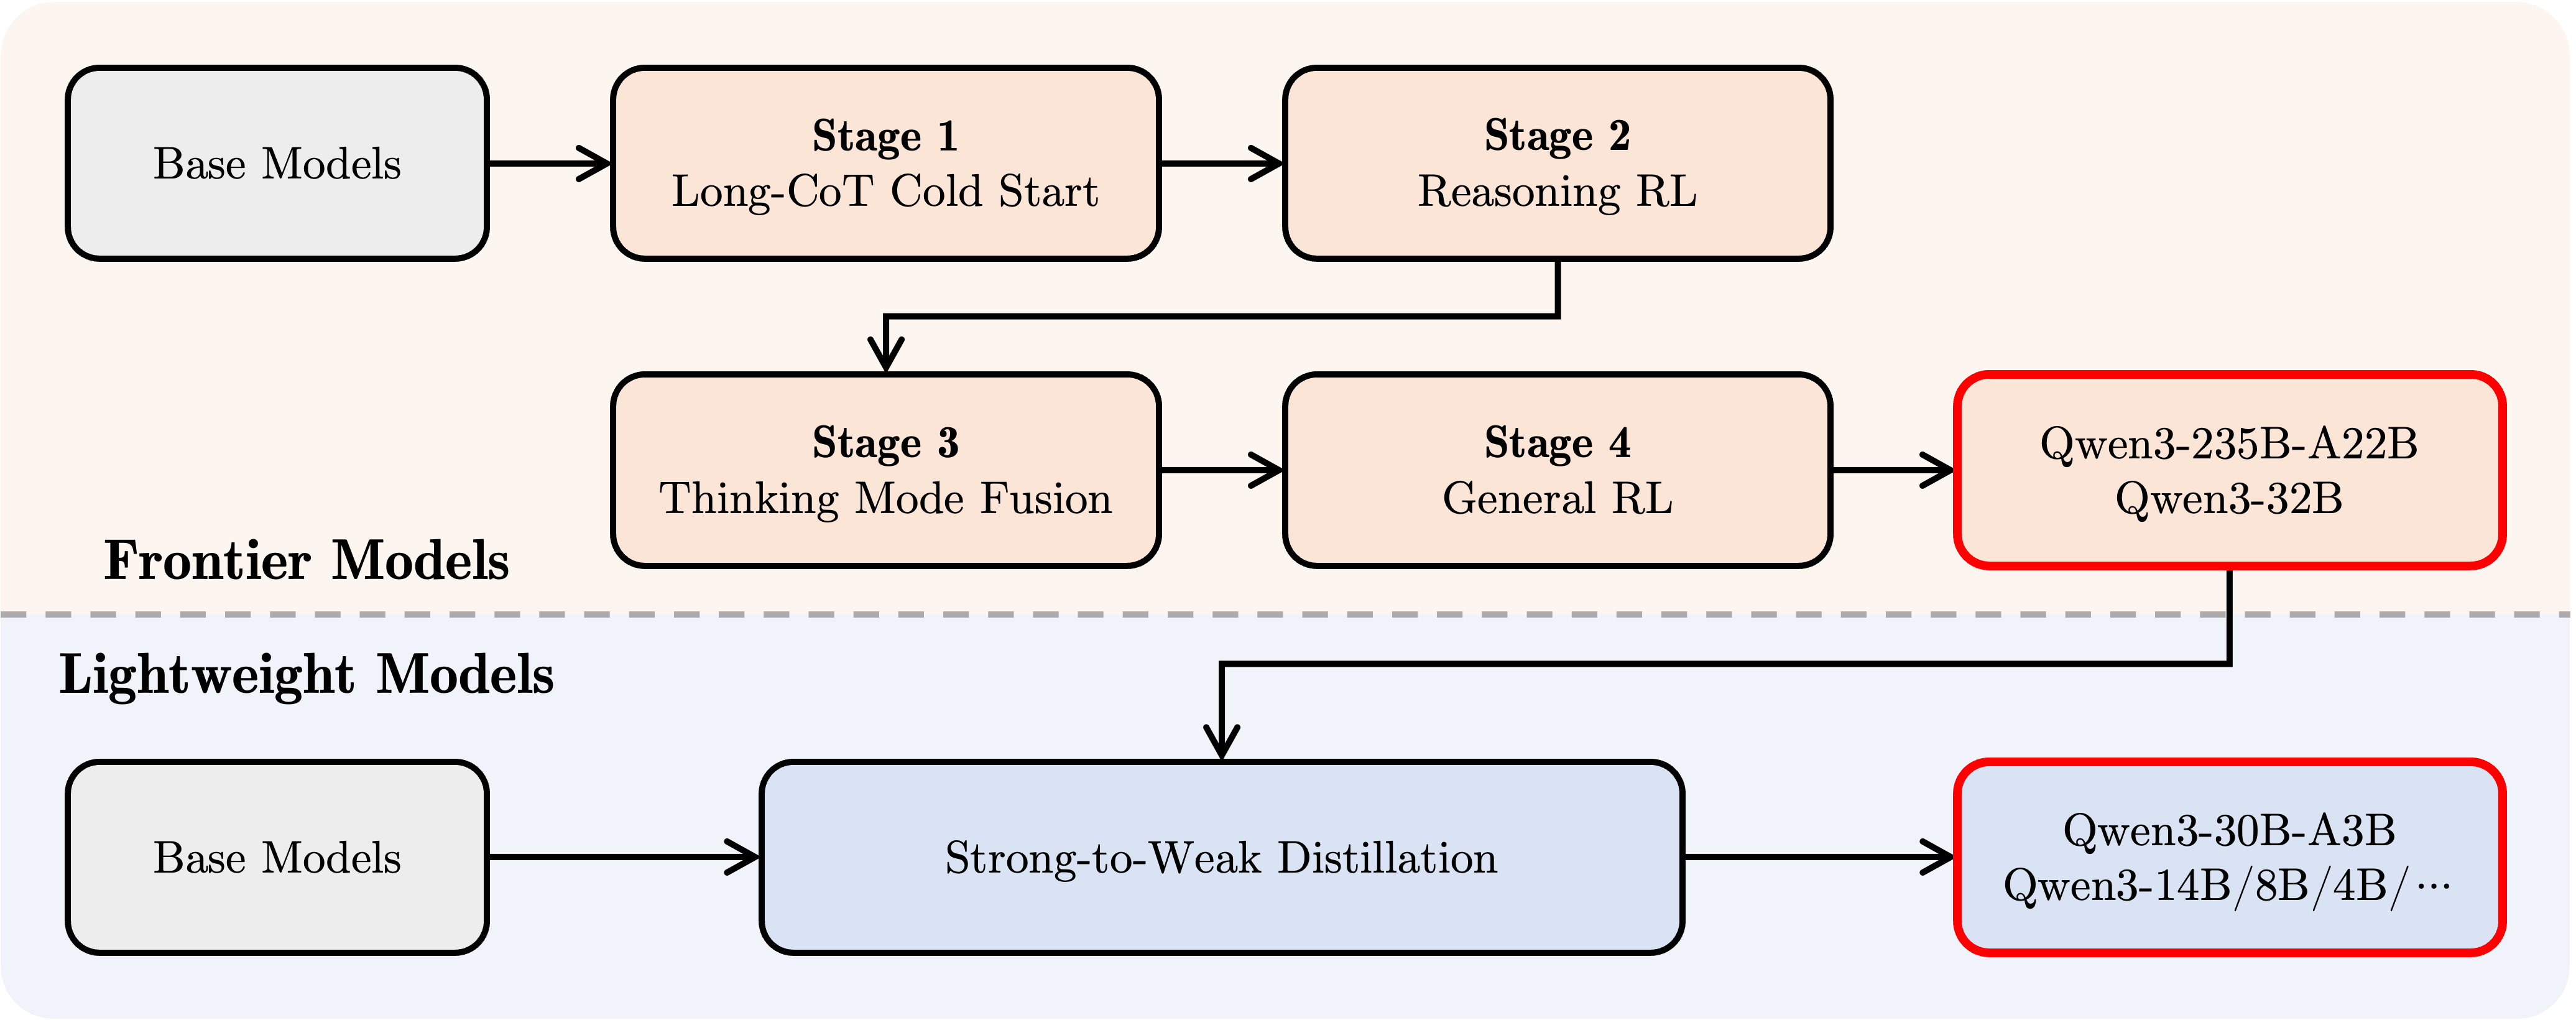 Base Models
Stage 1
Long-CoT Cold Start
Stage 2
Reasoning RL
Stage 3
Thinking Mode Fusion
Stage 4
General RL
Qwen3-235B-A22B
Qwen3-32B
Frontier Models
Lightweight Models
Base Models
Strong-to-Weak Distillation
Qwen3-30B-A3B
Qwen3-14B/8B/4B/⋯